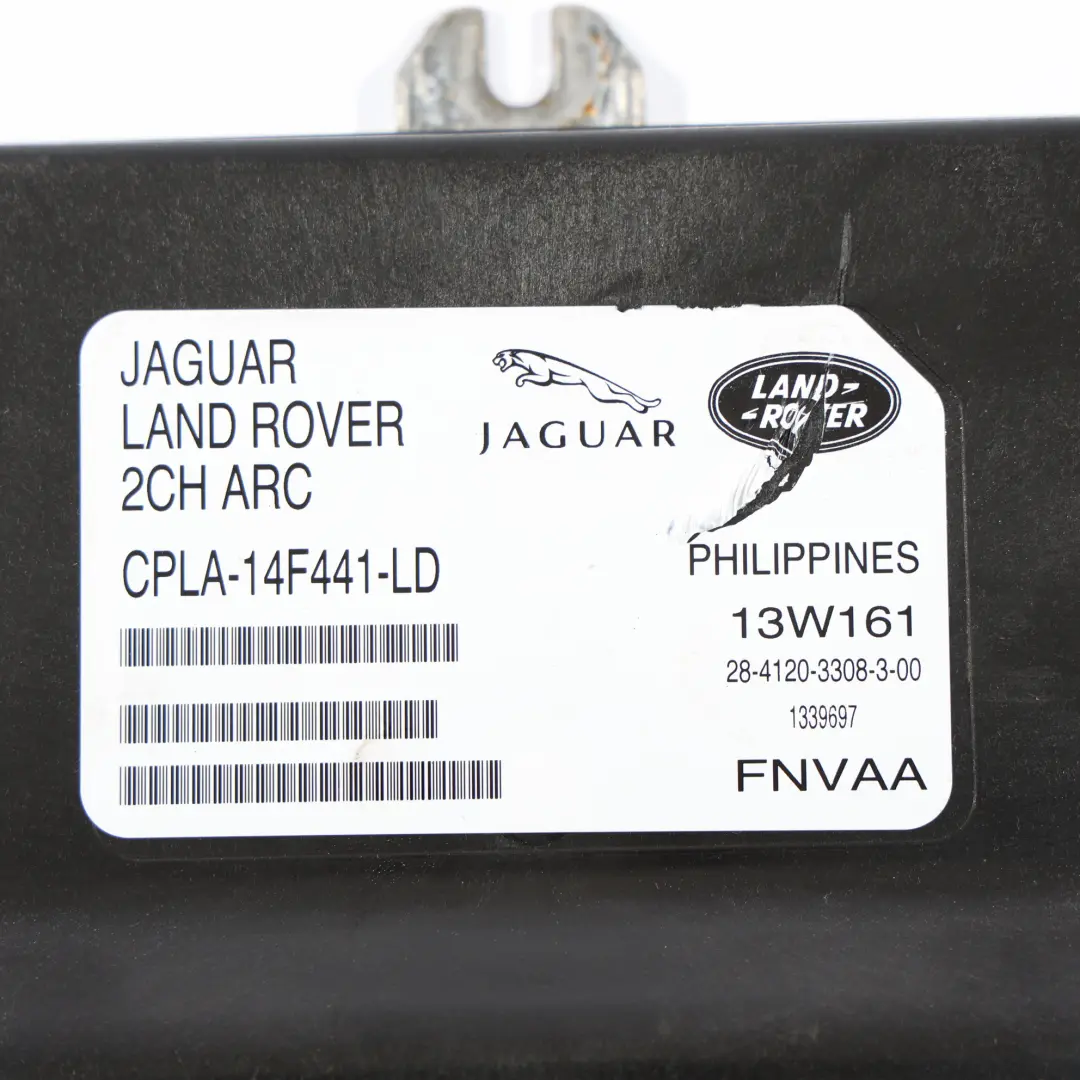 JAGUAR
LAND ROVER
2CH ARC
CPLA-14F441-LD
JAGUAR
LAND
ROVER
PHILIPPINES
13W161
28-4120-3308-3-00
1339697
FNVAA